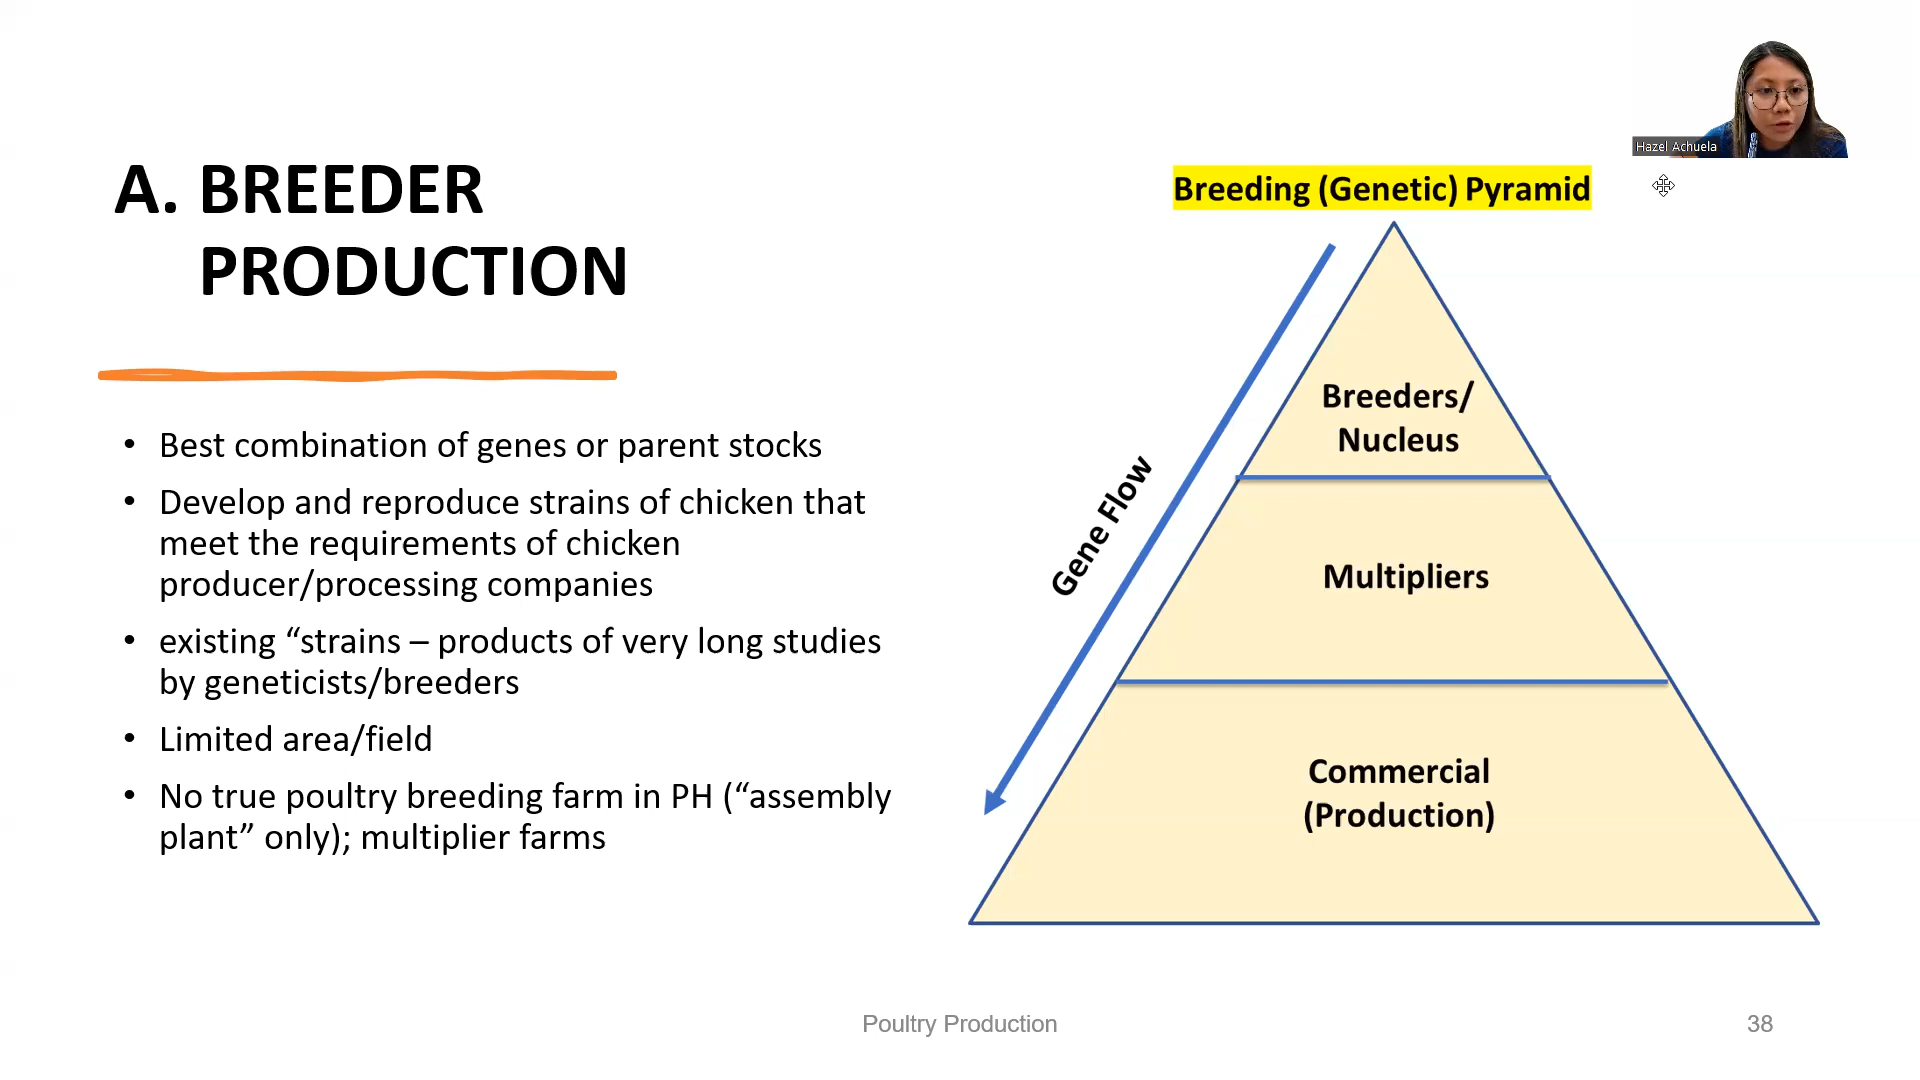 Hazel Achuela
A. BREEDER
PRODUCTION
• Best combination of genes or parent stocks
• Develop and reproduce strains of chicken that
meet the requirements of chicken
producer/processing companies
• existing “strains – products of very long studies
by geneticists/breeders
• Limited area/field
• No true poultry breeding farm in PH (“assembly
plant” only); multiplier farms
Breeding (Genetic) Pyramid
Gene Flow
Breeders/
Nucleus
Multipliers
Commercial
(Production)
Poultry Production
38